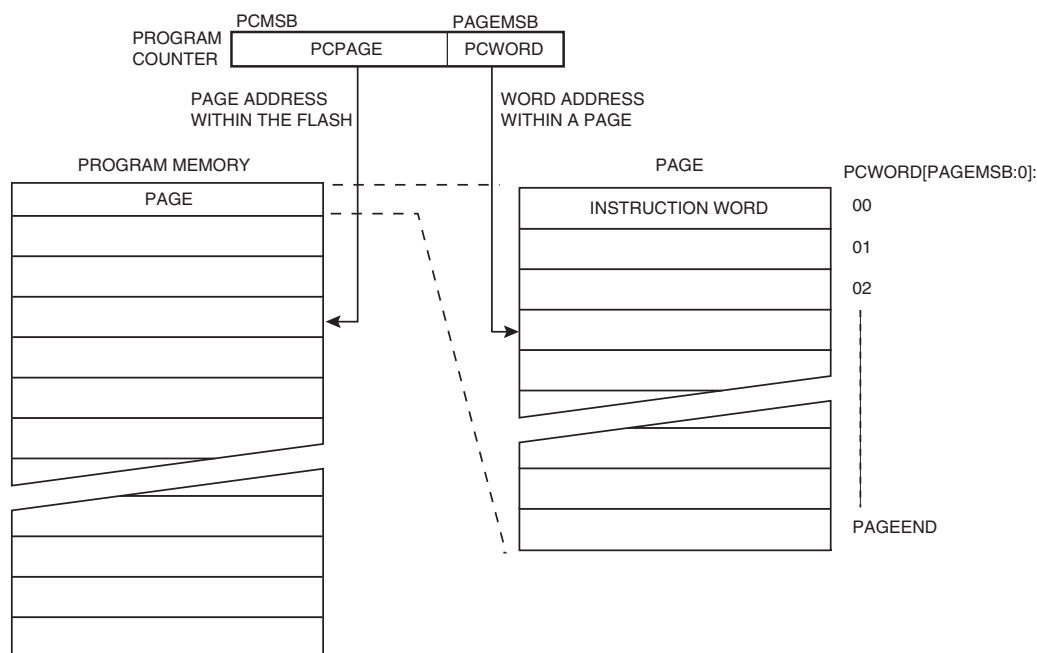 PCMSB
PAGEMSB
PROGRAM
COUNTER
PCPAGE
PCWORD
PAGE ADDRESS
WITHIN THE FLASH
WORD ADDRESS
WITHIN A PAGE
PROGRAM MEMORY
PAGE
PAGE
INSTRUCTION WORD
PCWORD[PAGEMSB:0]:
00
01
02
PAGEEND